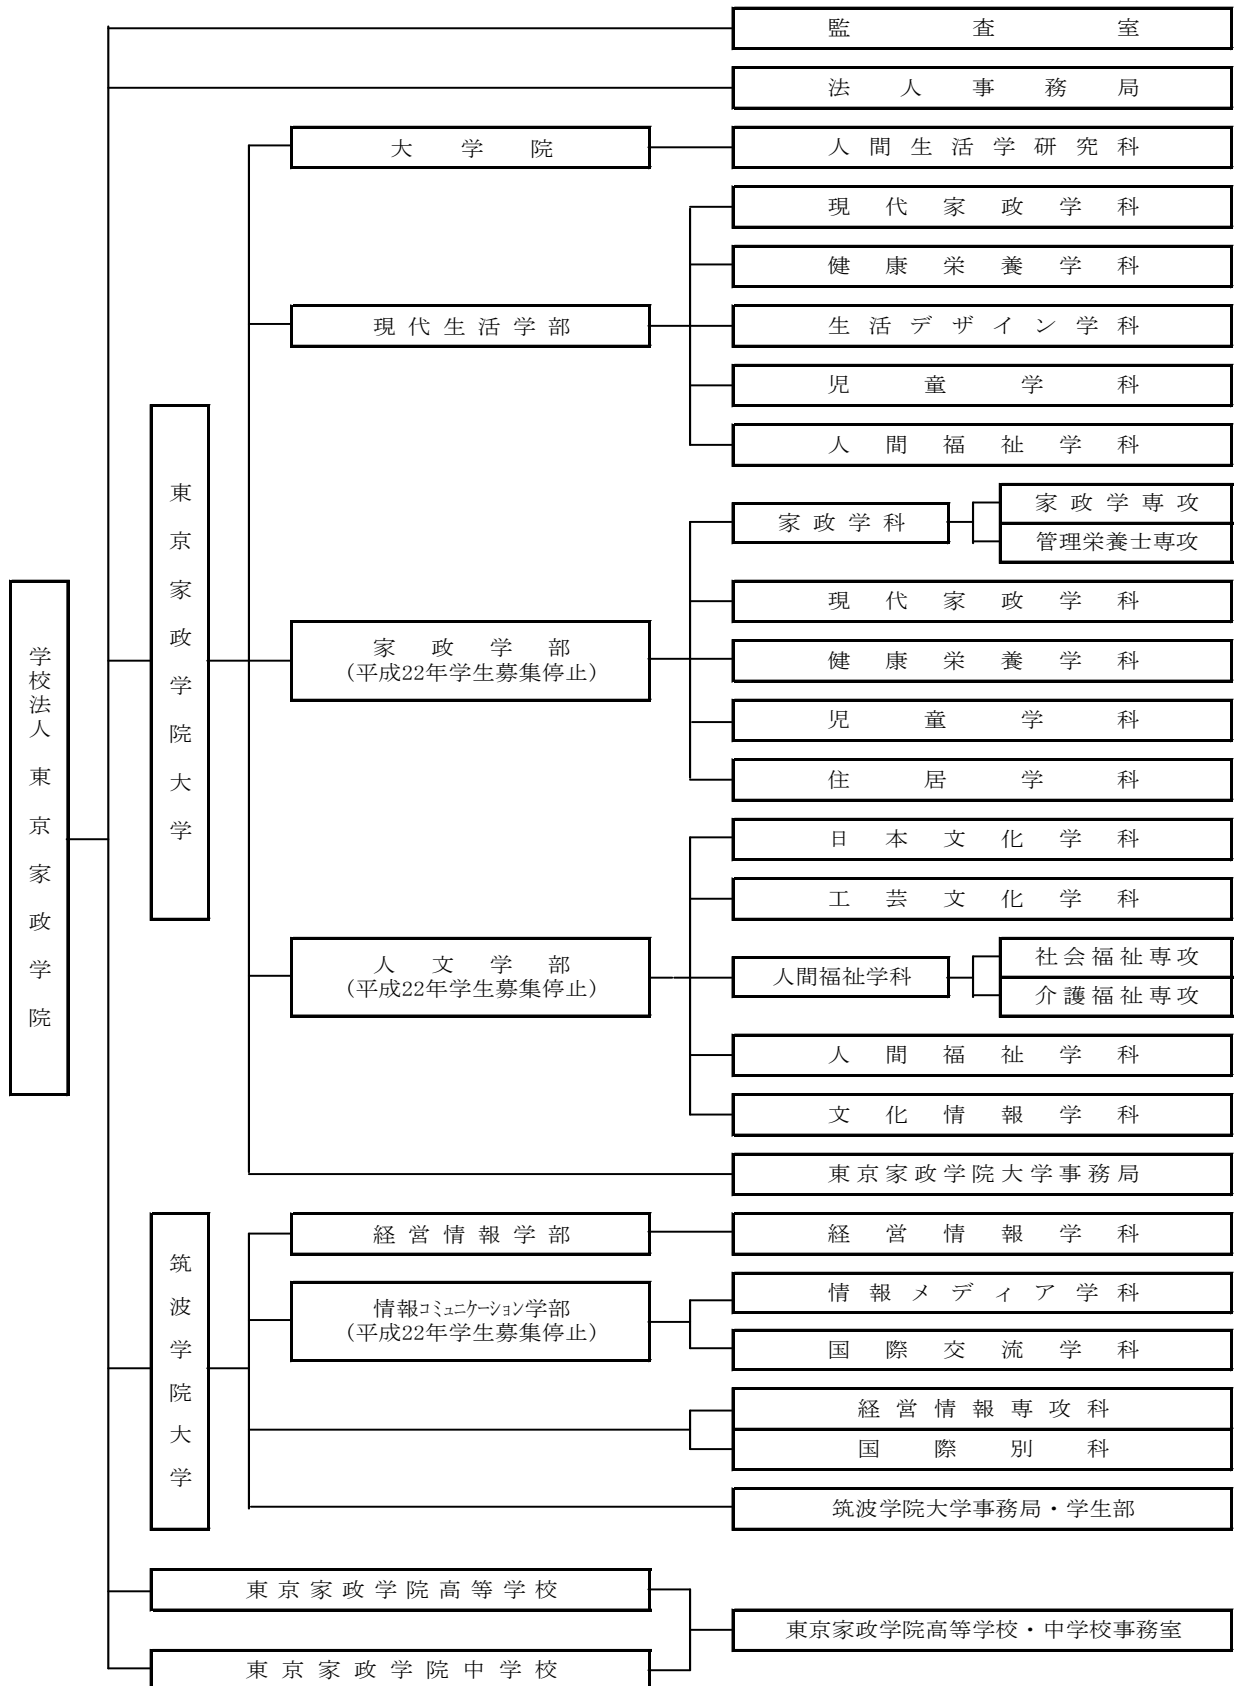 監査室
法人事務局
大学院
人間生活学研究科
現代家政学科
健康栄養学科
現代生活学部
生活デザイン学科
児童学科
人間福祉学科
東京家政学院大学
家政学科
家政学専攻
管理栄養士専攻
現代家政学科
学校法人 東京家政学院
家政学部
(平成22年学生募集停止)
健康栄養学科
児童学科
住居学科
日本文化学科
工芸文化学科
人文学部
(平成22年学生募集停止)
人間福祉学科
社会福祉専攻
介護福祉専攻
人間福祉学科
文化情報学科
東京家政学院大学事務局
筑波学院大学
経営情報学部
経営情報学科
情報コミュニケーション学部
(平成22年学生募集停止)
情報メディア学科
国際交流学科
経営情報専攻科
国際別科
筑波学院大学事務局・学生部
東京家政学院高等学校
東京家政学院高等学校・中学校事務室
東京家政学院中学校